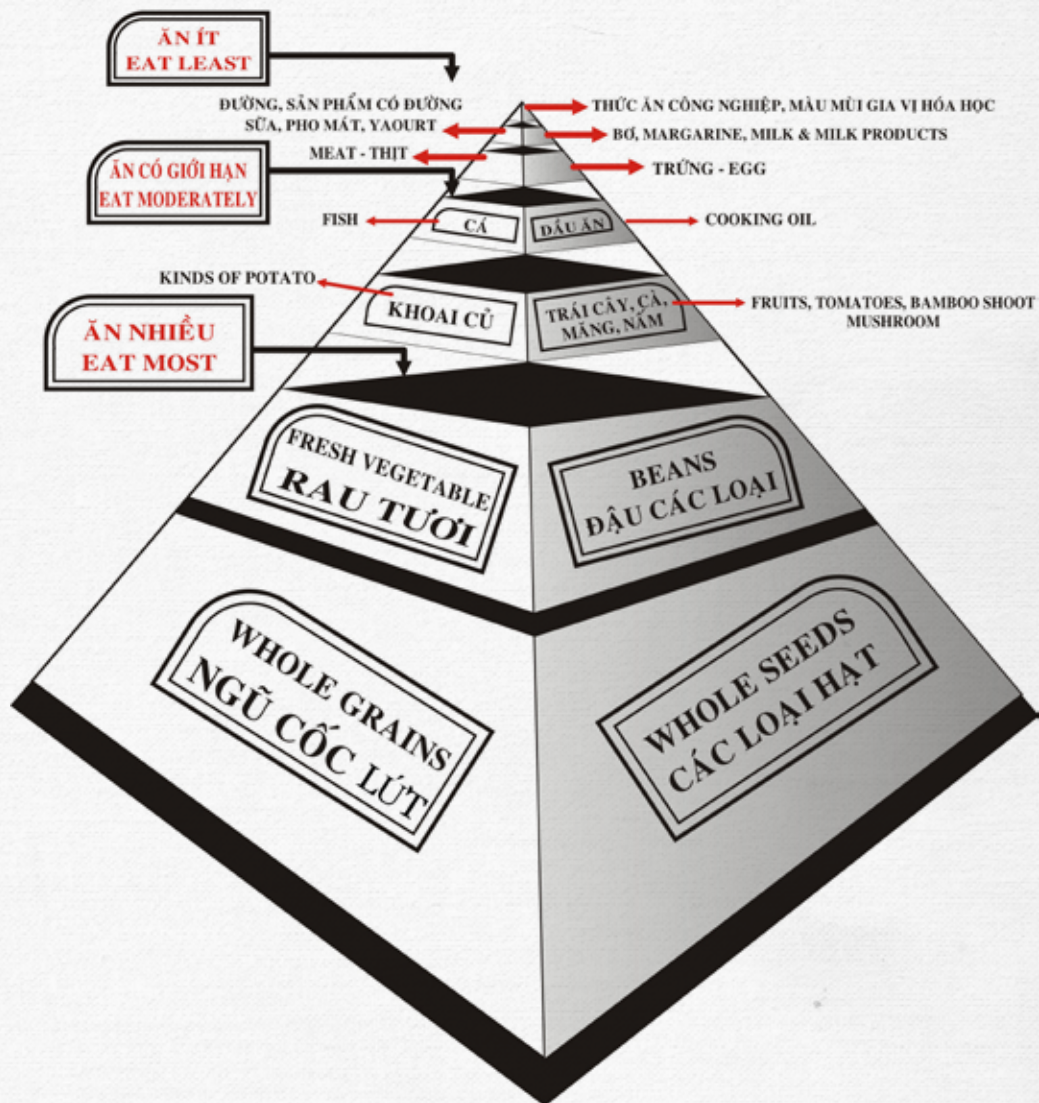 ĂN ÍT
EAT LEAST
ĐƯỜNG, SẢN PHẨM CÓ ĐƯỜNG
SỮA, PHO MÁT, YAOURT
THỨC ĂN CÔNG NGHIỆP, MÀU MÙI GIA VỊ HÓA HỌC
BƠ, MARGARINE, MILK & MILK PRODUCTS
MEAT - THỊT
TRỨNG - EGG
ĂN CÓ GIỚI HẠN
EAT MODERATELY
FISH
CÁ
DẦU ĂN
COOKING OIL
KINDS OF POTATO
KHOAI CỦ
TRÁI CÂY, CÀ,
MĂNG, NẤM
FRUITS, TOMATOES, BAMBOO SHOOT
MUSHROOM
ĂN NHIỀU
EAT MOST
FRESH VEGETABLE
RAU TƯƠI
BEANS
ĐẬU CÁC LOẠI
WHOLE GRAINS
NGŨ CỐC LỨT
WHOLE SEEDS
CÁC LOẠI HẠT